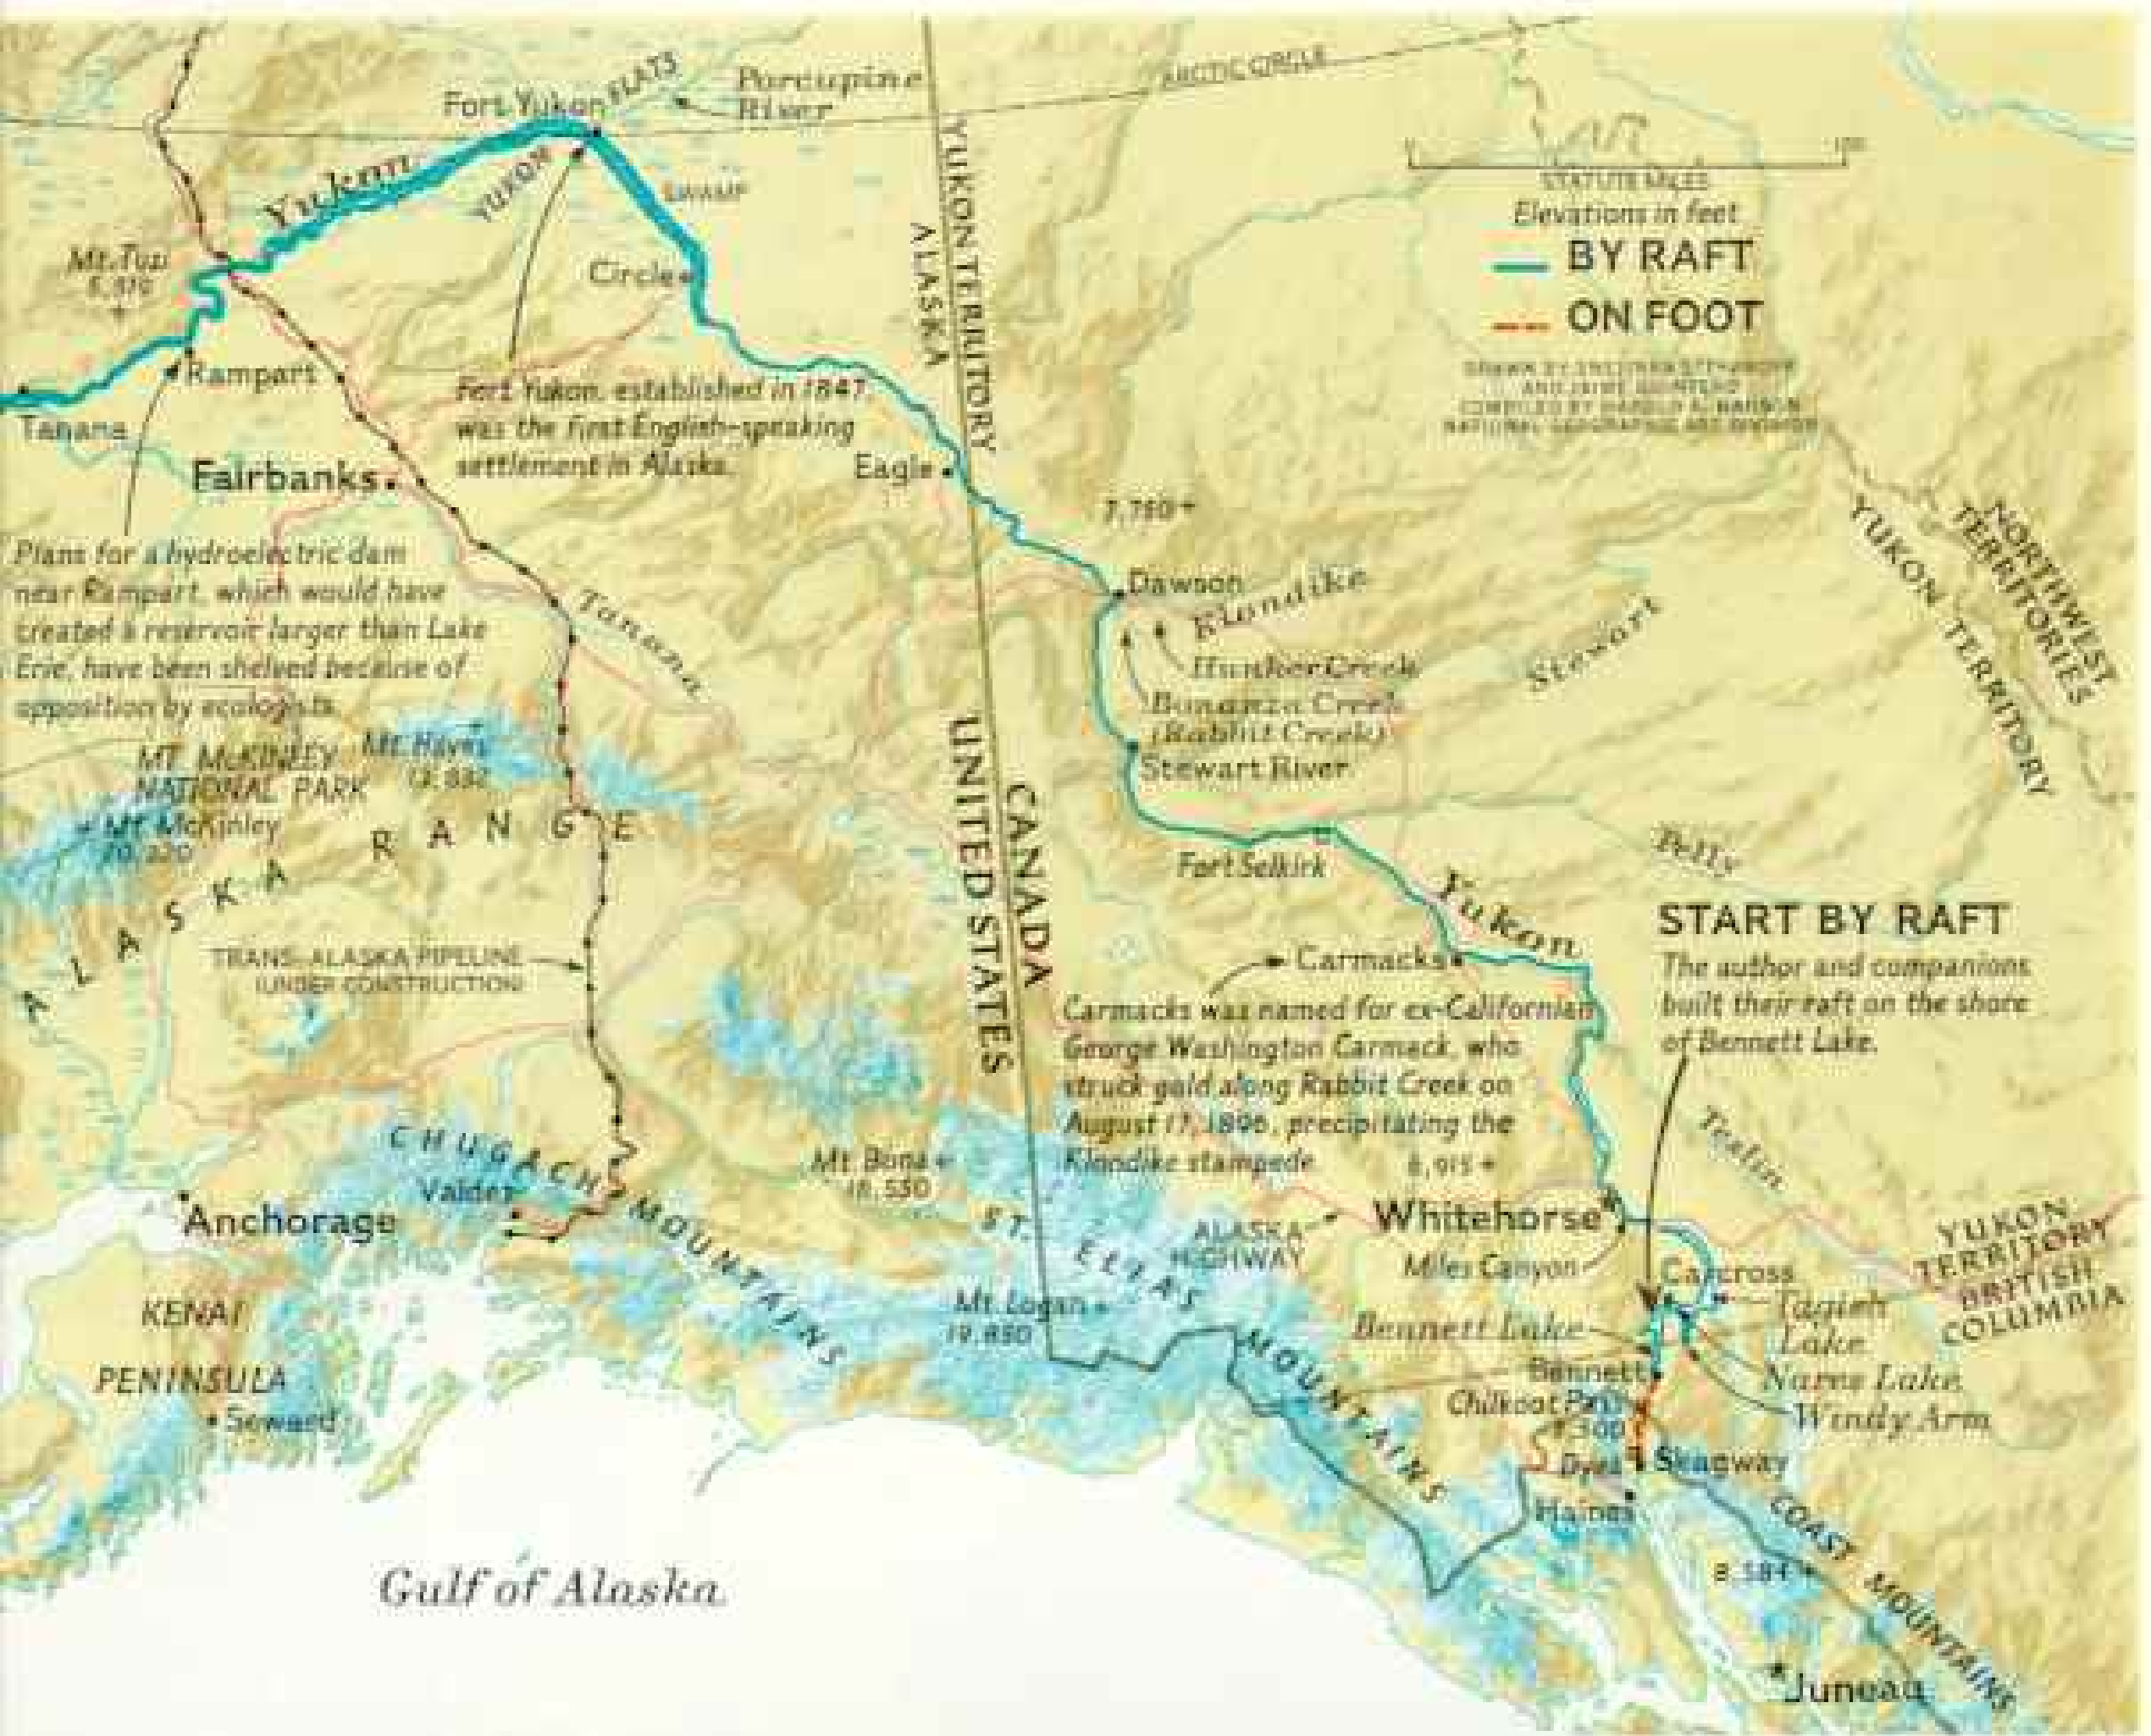 ARCTIC CIRCLE
Porcupine
River
Fort Yukon
FLATS
YUKON
Yukon
YUKON TERRITORY
ALASKA
STATUTE MILES
Elevations in feet
BY RAFT
ON FOOT
NATIONAL GEOGRAPHIC ART DIVISION
Circle
Rampart
Tanana
Fort Yukon, established in 1847,
was the first English-speaking
settlement in Alaska.
Fairbanks
Eagle
Plans for a hydroelectric dam
near Rampart, which would have
created a reservoir larger than Lake
Erie, have been shelved because of
opposition by ecologists.
Tanana
Dawson
Klondike
Hunker Creek
Bonanza Creek
(Rabbit Creek)
Stewart River
Stewart
NORTHWEST
TERRITORIES
YUKON TERRITORY
MT McKINLEY
NATIONAL PARK
Mt. Hayes
Mt. McKinley
20,320
ALASKA RANGE
UNITED STATES
CANADA
Fort Selkirk
Pelly
Yukon
TRANS-ALASKA PIPELINE
(UNDER CONSTRUCTION)
Carmacks
Carmacks was named for ex-Californian
George Washington Carmack, who
struck gold along Rabbit Creek on
August 17, 1896, precipitating the
Klondike stampede.
START BY RAFT
The author and companions
built their raft on the shore
of Bennett Lake.
Teslin
CHUGACH MOUNTAINS
Valdez
Anchorage
Mt. Bona
ST. ELIAS MOUNTAINS
ALASKA
HIGHWAY
Whitehorse
Miles Canyon
Carcross
Tagish
Lake
YUKON
TERRITORY
BRITISH
COLUMBIA
KENAI
PENINSULA
Seward
Mt. Logan
19,850
Bennett Lake
Bennett
Nares Lake
Windy Arm
Chilkoot Pass
Dyea
Skagway
Haines
COAST MOUNTAINS
Gulf of Alaska
Juneau